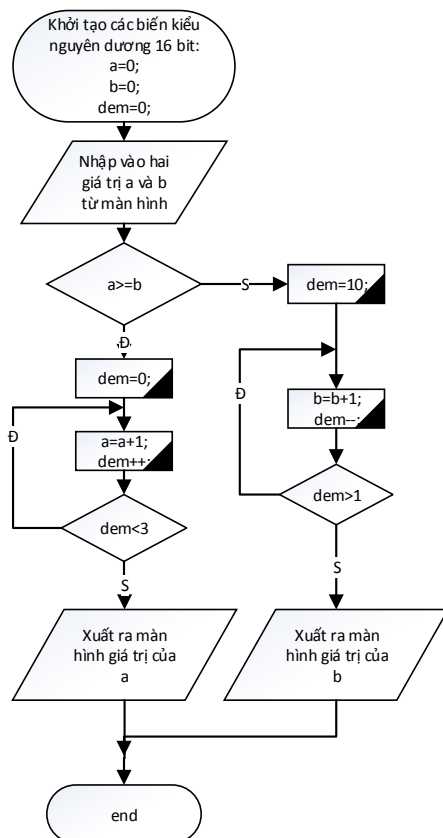 Khởi tạo các biến kiểu
nguyên dương 16 bit:
a=0;
b=0;
dem=0;
Nhập vào hai
giá trị a và b
từ màn hình
a>=b
S
dem=10;
Đ
dem=0;
Đ
a=a+1;
dem++;
dem<3
S
Xuất ra màn
hình giá trị của
a
Đ
b=b+1;
dem--;
dem>1
S
Xuất ra màn
hình giá trị của
b
end